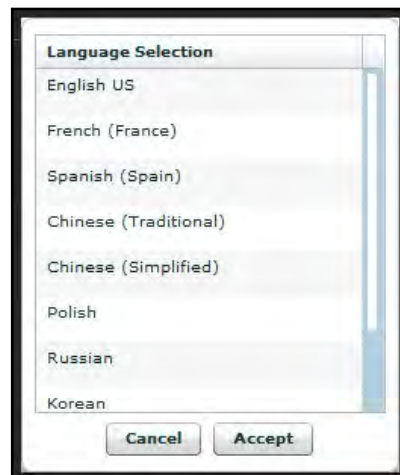 Language Selection
English US
French (France)
Spanish (Spain)
Chinese (Traditional)
Chinese (Simplified)
Polish
Russian
Korean
Cancel Accept